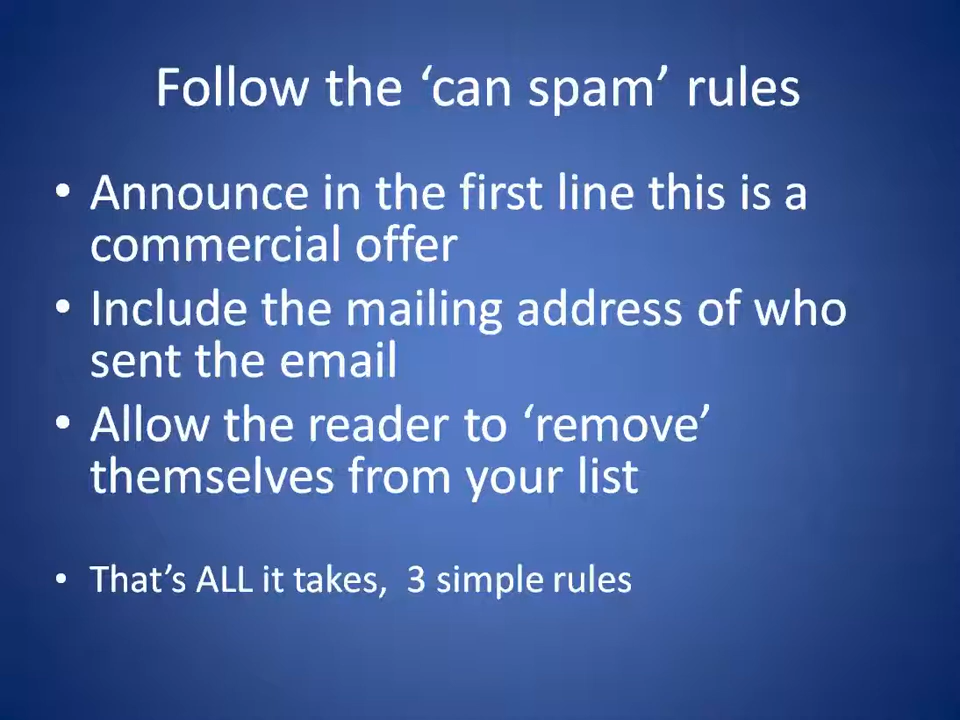 Follow the ‘can spam’ rules
• Announce in the first line this is a
commercial offer
• Include the mailing address of who
sent the email
• Allow the reader to ‘remove’
themselves from your list
• That’s ALL it takes,  3 simple rules